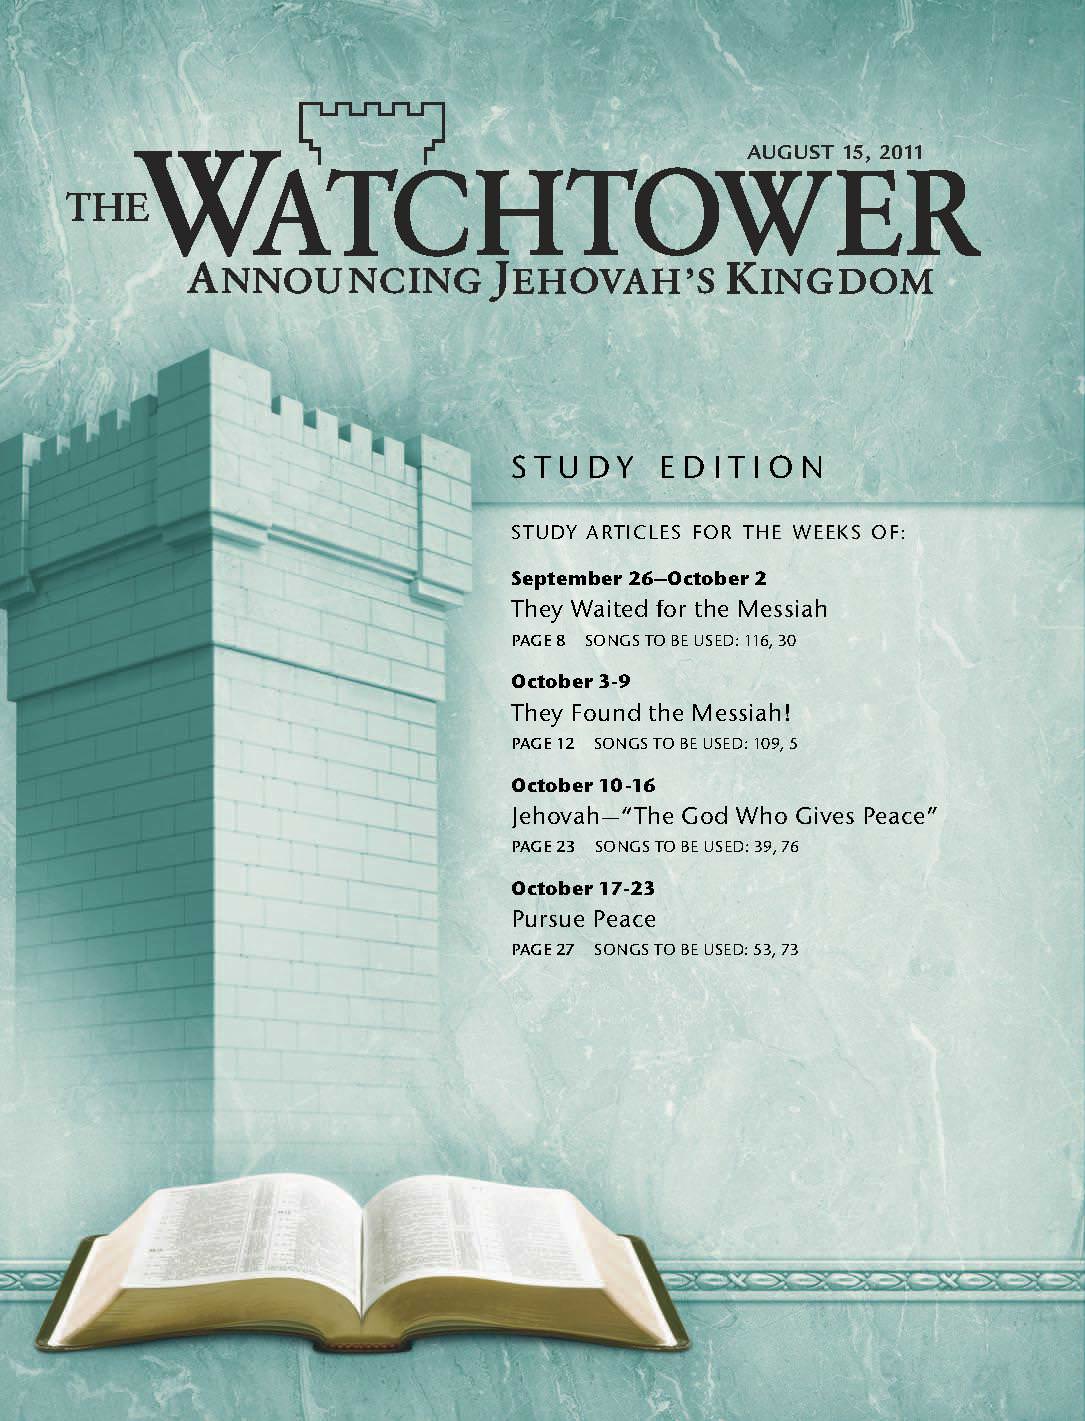 AUGUST 15, 2011
THE WATCHTOWER
ANNOUNCING JEHOVAH'S KINGDOM
STUDY EDITION
STUDY ARTICLES FOR THE WEEKS OF:
September 26–October 2
They Waited for the Messiah
PAGE 8 SONGS TO BE USED: 116, 30
October 3-9
They Found the Messiah!
PAGE 12 SONGS TO BE USED: 109, 5
October 10-16
Jehovah—“The God Who Gives Peace”
PAGE 23 SONGS TO BE USED: 39, 76
October 17-23
Pursue Peace
PAGE 27 SONGS TO BE USED: 53, 73